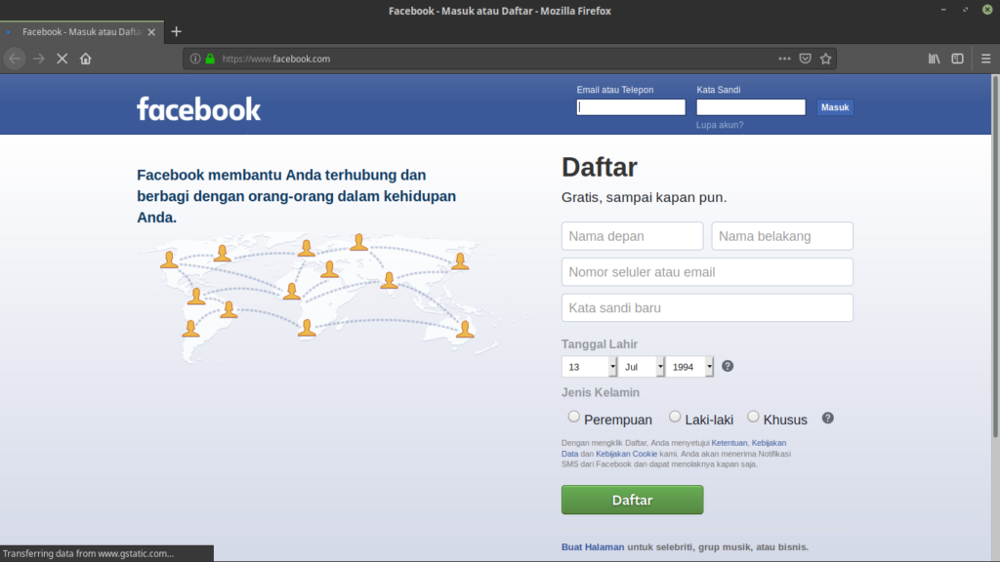 Facebook - Masuk atau Daftar - Mozilla Firefox
Facebook - Masuk atau Dafta
https://www.facebook.com
Email atau Telepon
Kata Sandi
facebook
Masuk
Lupa akun?
Facebook membantu Anda terhubung dan
berbagi dengan orang-orang dalam kehidupan
Anda.
Daftar
Gratis, sampai kapan pun.
Nama depan
Nama belakang
Nomor seluler atau email
Kata sandi baru
Tanggal Lahir
13 Jul 1994
Jenis Kelamin
Perempuan Laki-laki Khusus
Dengan mengklik Daftar, Anda menyetujui Ketentuan, Kebijakan
Data dan Kebijakan Cookie kami. Anda akan menerima Notifikasi
SMS dari Facebook dan dapat menolaknya kapan saja.
Daftar
Buat Halaman untuk selebriti, grup musik, atau bisnis.
Transferring data from www.gstatic.com...